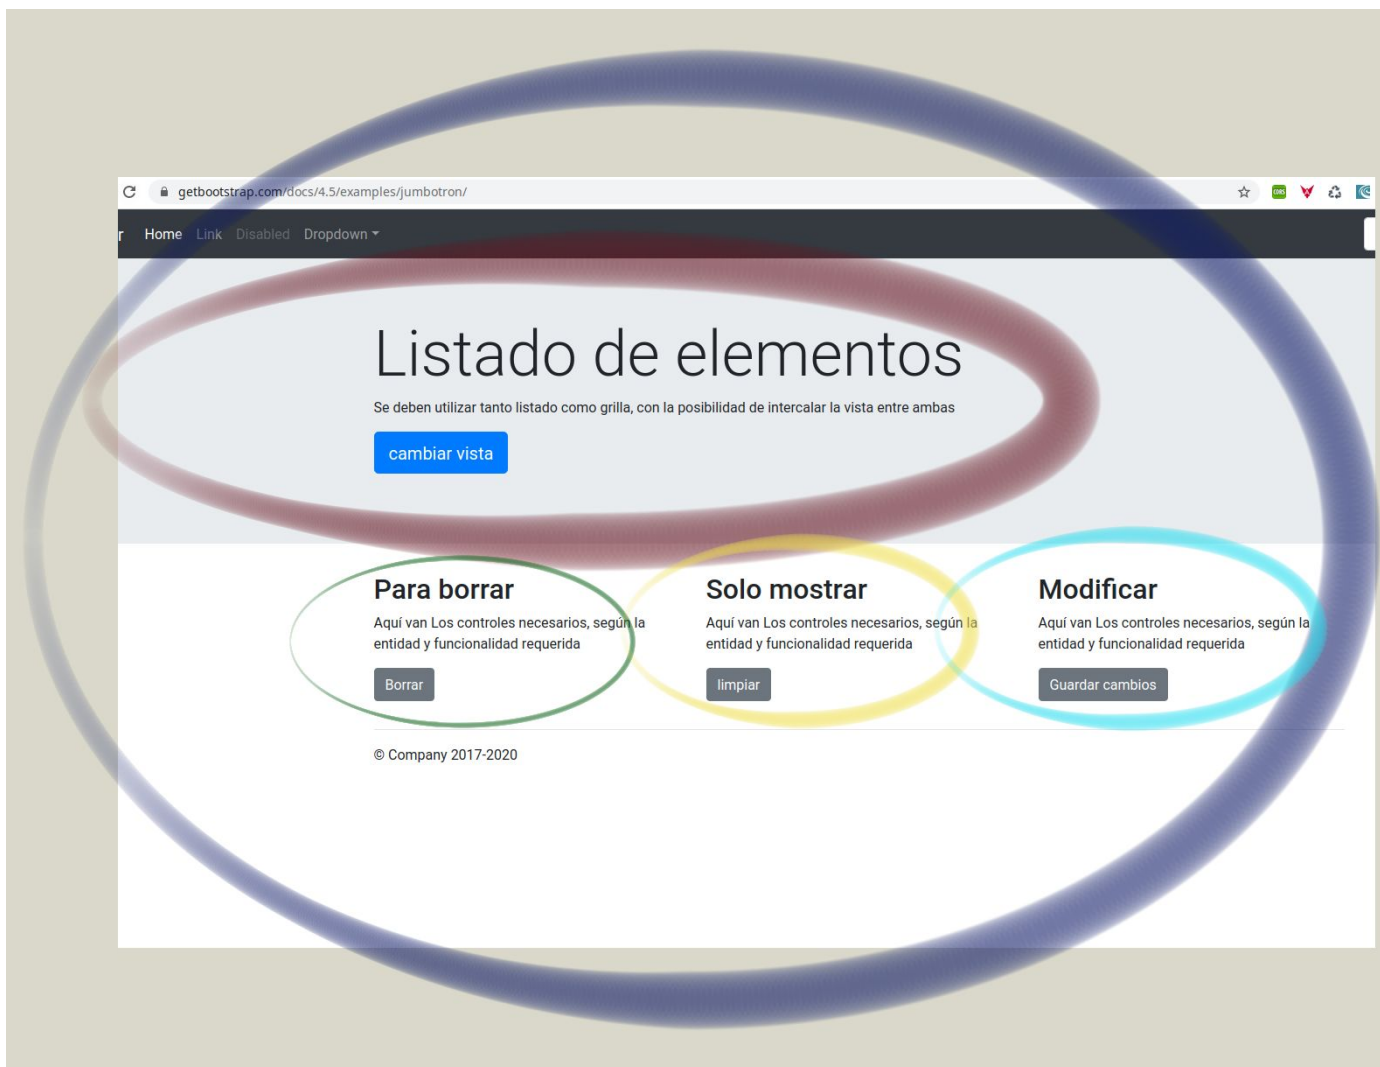 getbootstrap.com/docs/4.5/examples/jumbotron/
CORS
r Home Link Disabled Dropdown
Listado de elementos
Se deben utilizar tanto listado como grilla, con la posibilidad de intercalar la vista entre ambas
cambiar vista
Para borrar
Aquí van Los controles necesarios, según la
entidad y funcionalidad requerida
Borrar
Solo mostrar
Aquí van Los controles necesarios, según la
entidad y funcionalidad requerida
limpiar
Modificar
Aquí van Los controles necesarios, según la
entidad y funcionalidad requerida
Guardar cambios
© Company 2017-2020